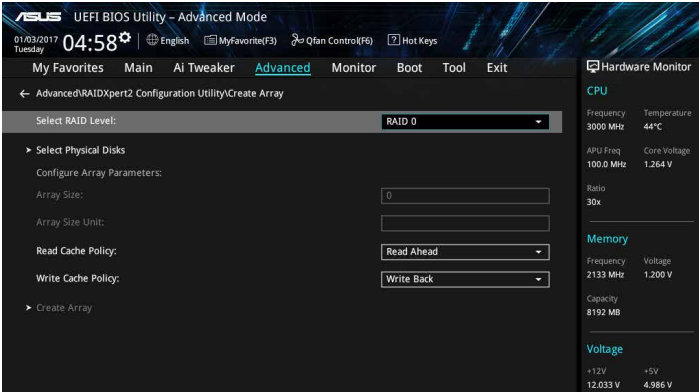 ASUS UEFI BIOS Utility – Advanced Mode
01/03/2017 Tuesday 04:58 English MyFavorite(F3) Qfan Control(F6) ? Hot Keys
My Favorites Main Ai Tweaker Advanced Monitor Boot Tool Exit
Hardware Monitor
← Advanced\RAIDXpert2 Configuration Utility\Create Array
Select RAID Level: RAID 0
> Select Physical Disks
Configure Array Parameters:
Array Size: 0
Array Size Unit:
Read Cache Policy: Read Ahead
Write Cache Policy: Write Back
> Create Array
CPU
Frequency Temperature
3000 MHz 44°C
APU Freq Core Voltage
100.0 MHz 1.264 V
Ratio
30x
Memory
Frequency Voltage
2133 MHz 1.200 V
Capacity
8192 MB
Voltage
+12V +5V
12.033 V 4.986 V